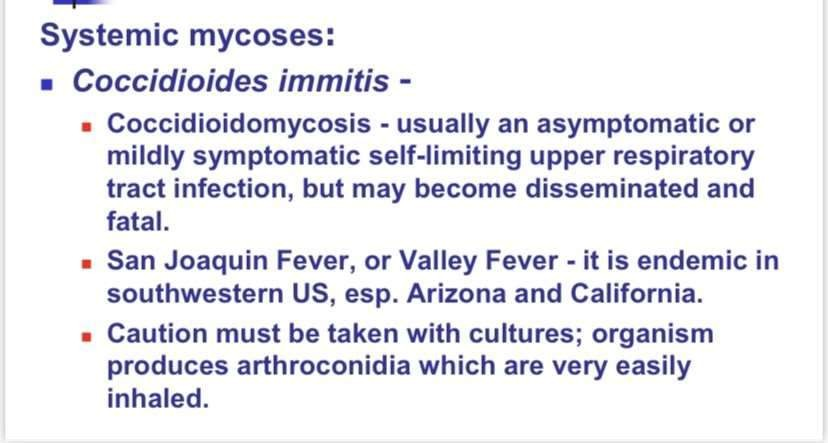 Systemic mycoses:
Coccidioides immitis -
Coccidioidomycosis - usually an asymptomatic or
mildly symptomatic self-limiting upper respiratory
tract infection, but may become disseminated and
fatal.
San Joaquin Fever, or Valley Fever - it is endemic in
southwestern US, esp. Arizona and California.
Caution must be taken with cultures; organism
produces arthroconidia which are very easily
inhaled.